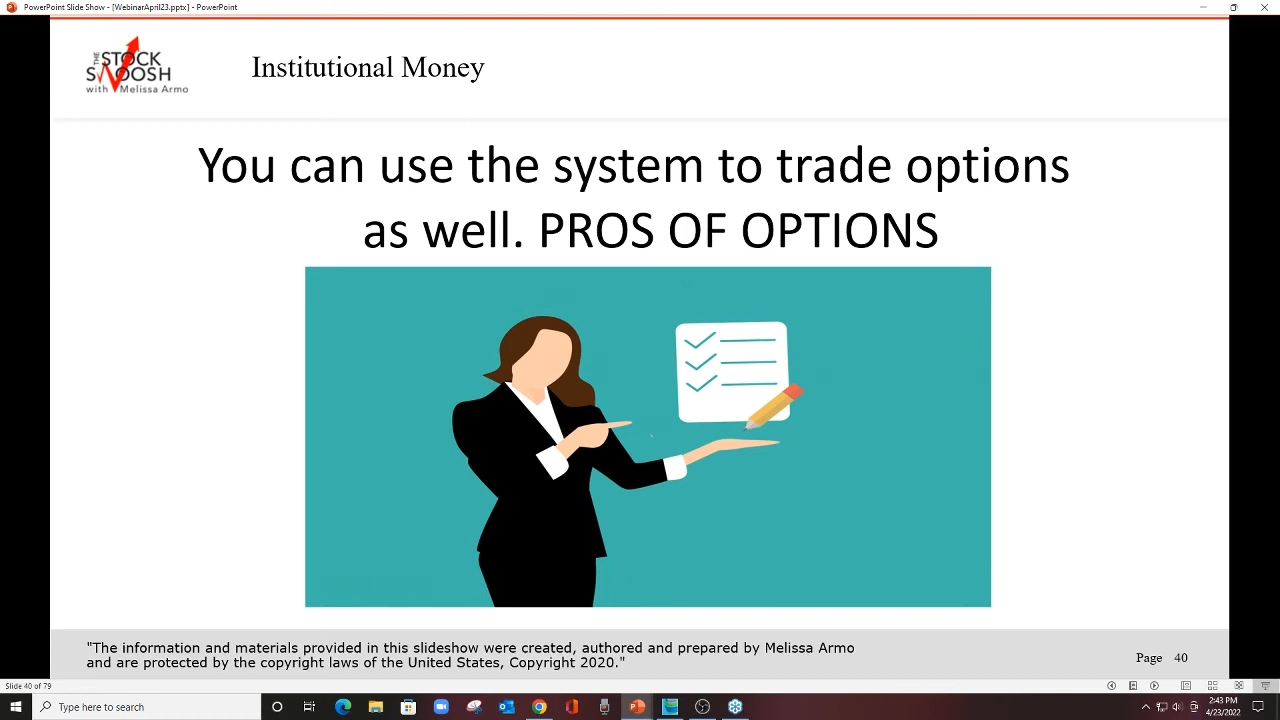 PowerPoint Slide Show - [WebinarApril23.pptx] - PowerPoint
THE STOCK
SWOOSH
with Melissa Armo
Institutional Money
You can use the system to trade options
as well. PROS OF OPTIONS
"The information and materials provided in this slideshow were created, authored and prepared by Melissa Armo
and are protected by the copyright laws of the United States, Copyright 2020."
Page 40
Slide 40 of 79
Type here to search
2:43 PM
4/23/2022